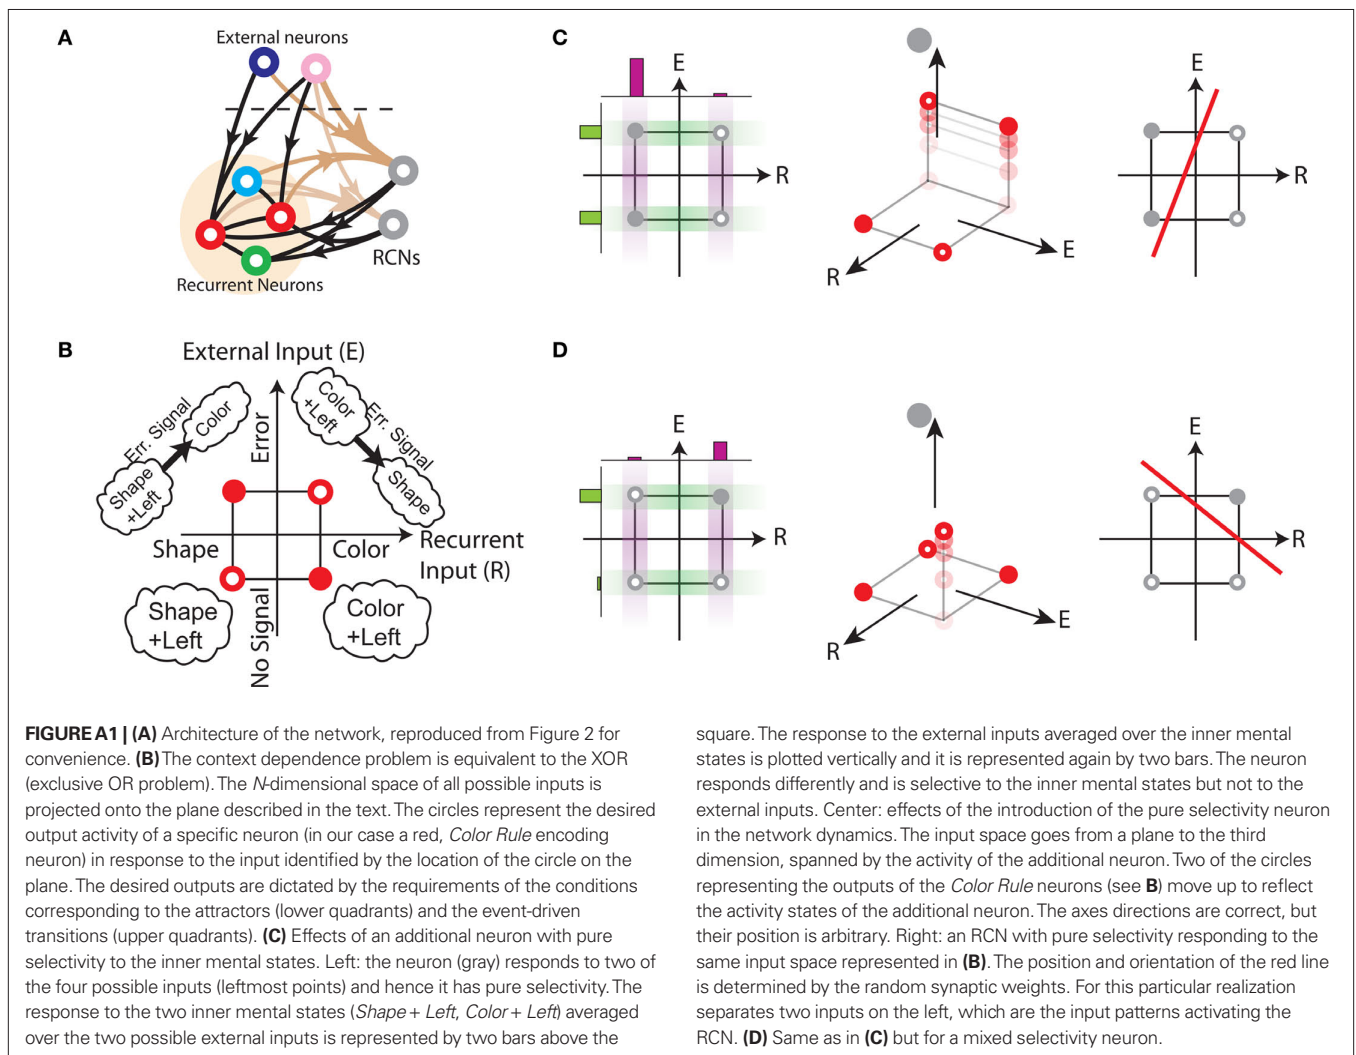 A
External neurons
RCNs
Recurrent Neurons
B
External Input (E)
Err. Signal
Color
Shape
+Left
Error
Color
+Left
Err. Signal
Shape
Shape
Color
Recurrent
Input (R)
Shape
+Left
No Signal
Color
+Left
C
E
R
R
E
E
R
D
E
R
R
E
E
R
FIGURE A1 | (A) Architecture of the network, reproduced from Figure 2 for
convenience. (B) The context dependence problem is equivalent to the XOR
(exclusive OR problem). The N-dimensional space of all possible inputs is
projected onto the plane described in the text. The circles represent the desired
output activity of a specific neuron (in our case a red, Color Rule encoding
neuron) in response to the input identified by the location of the circle on the
plane. The desired outputs are dictated by the requirements of the conditions
corresponding to the attractors (lower quadrants) and the event-driven
transitions (upper quadrants). (C) Effects of an additional neuron with pure
selectivity to the inner mental states. Left: the neuron (gray) responds to two of
the four possible inputs (leftmost points) and hence it has pure selectivity. The
response to the two inner mental states (Shape + Left, Color + Left) averaged
over the two possible external inputs is represented by two bars above the
square. The response to the external inputs averaged over the inner mental
states is plotted vertically and it is represented again by two bars. The neuron
responds differently and is selective to the inner mental states but not to the
external inputs. Center: effects of the introduction of the pure selectivity neuron
in the network dynamics. The input space goes from a plane to the third
dimension, spanned by the activity of the additional neuron. Two of the circles
representing the outputs of the Color Rule neurons (see B) move up to reflect
the activity states of the additional neuron. The axes directions are correct, but
their position is arbitrary. Right: an RCN with pure selectivity responding to the
same input space represented in (B). The position and orientation of the red line
is determined by the random synaptic weights. For this particular realization
separates two inputs on the left, which are the input patterns activating the
RCN. (D) Same as in (C) but for a mixed selectivity neuron.